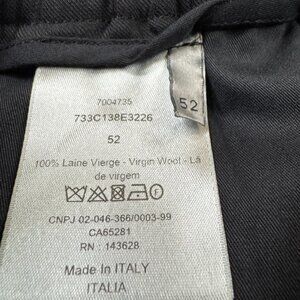 7004735
733C138E3226
52
52
100% Laine Vierge - Virgin Wool - Lã
de virgem
CNPJ 02-046-366/0003-99
CA65281
RN : 143628
Made In ITALY
ITALIA